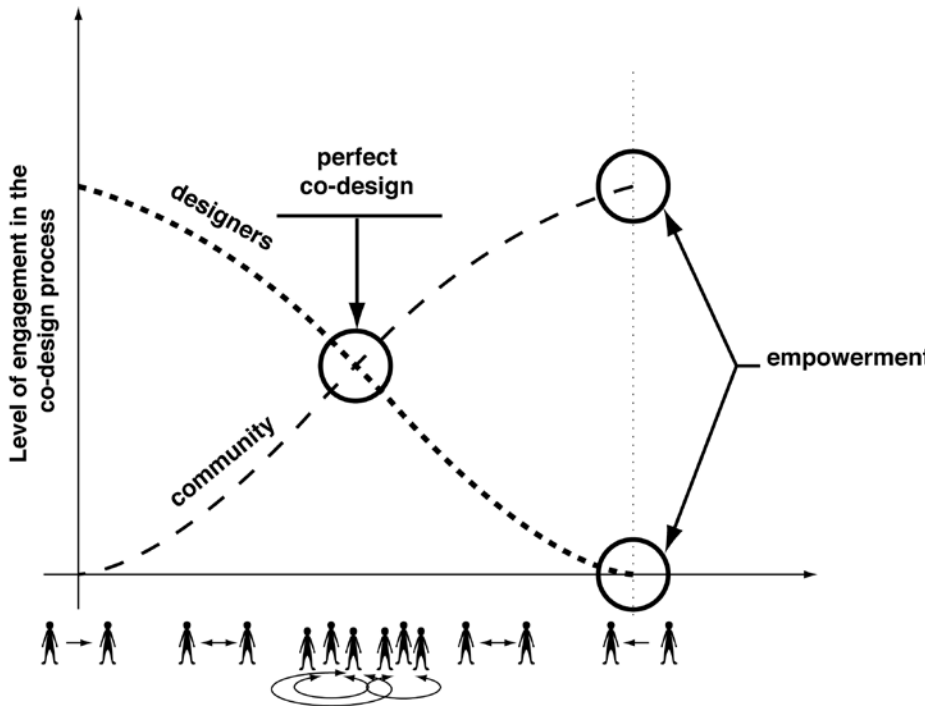 Level of engagement in the
co-design process
designers
perfect
co-design
community
empowerment